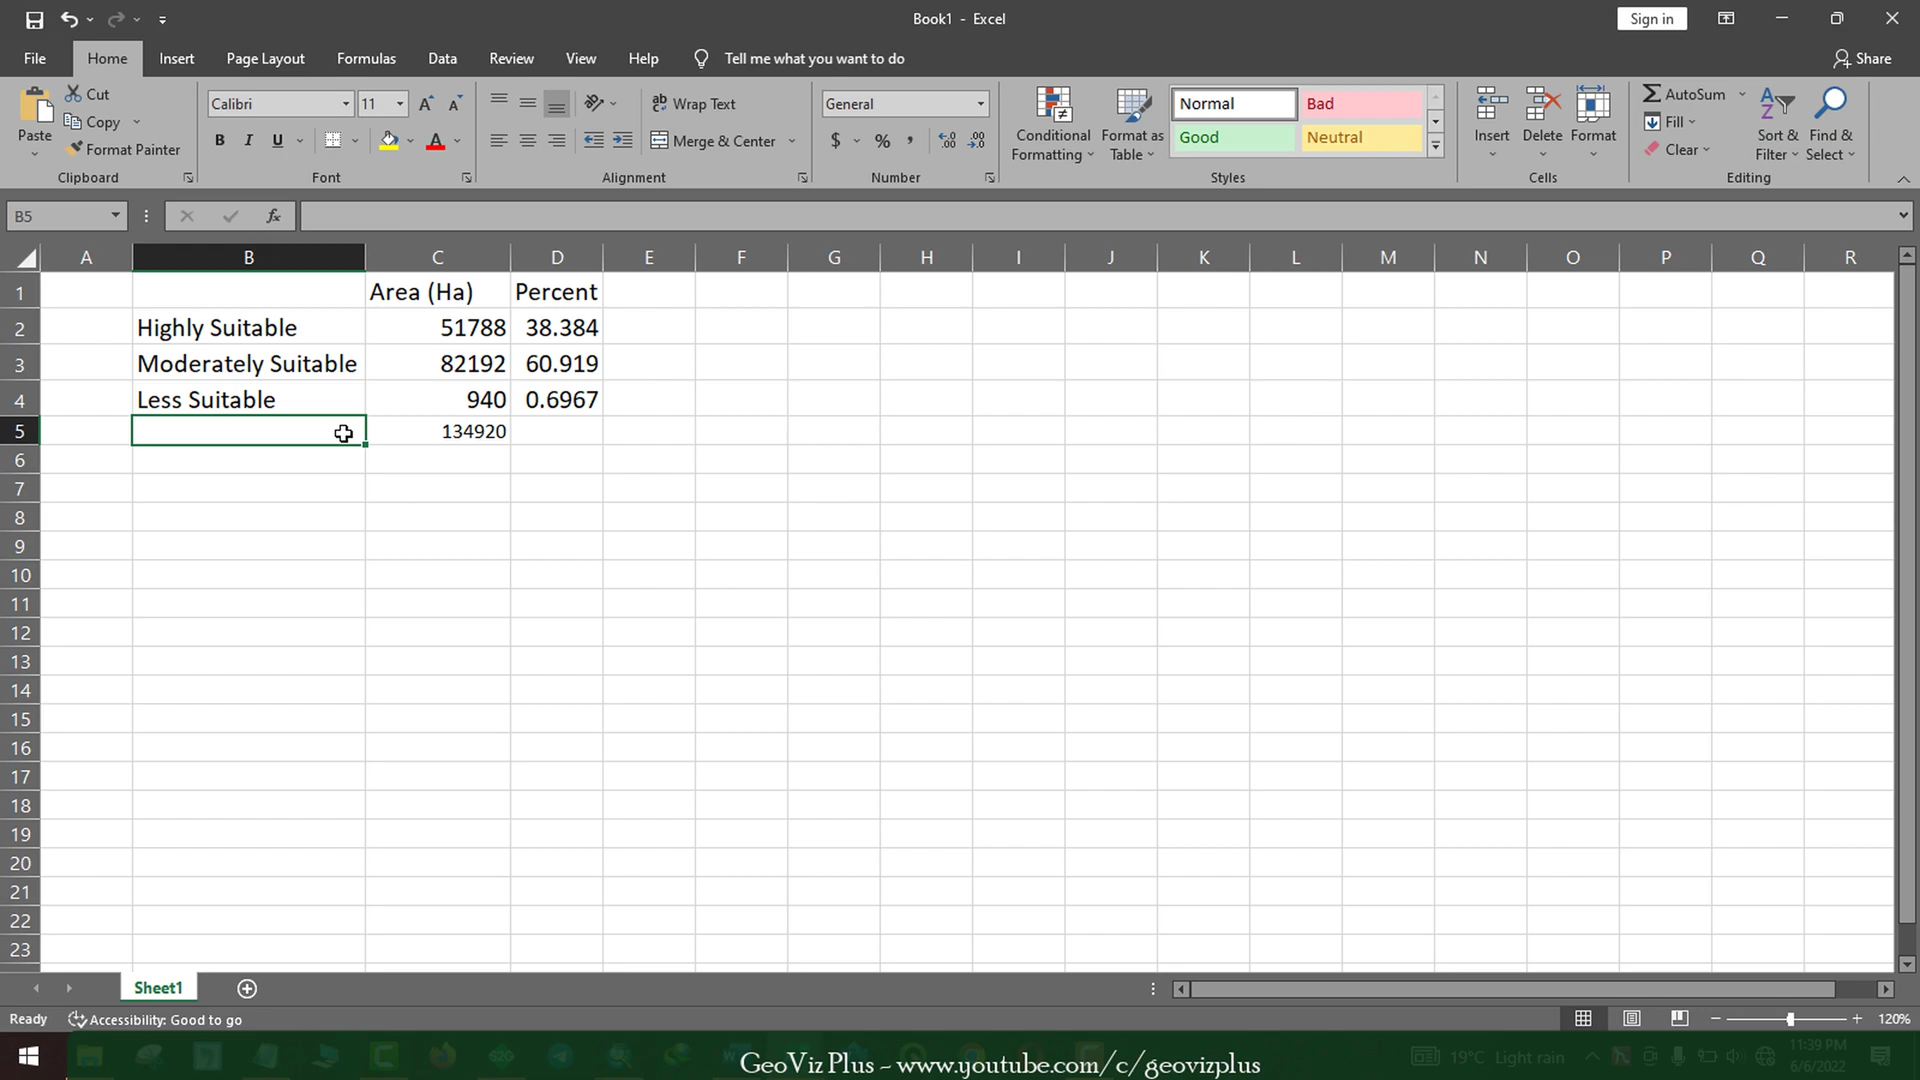 Book1 - Excel
Sign in
File Home Insert Page Layout Formulas Data Review View Help Tell me what you want to do Share
Paste
Cut
Copy
Format Painter
Clipboard
Calibri 11
B I U
Font
Wrap Text
Merge & Center
Alignment
General
$ % ,
Number
Conditional Formatting
Format as Table
Normal Bad
Good Neutral
Styles
Insert Delete Format
Cells
AutoSum
Fill
Clear
Sort & Filter
Find & Select
Editing
B5
fx
A B C D E F G H I J K L M N O P Q R
1 Area (Ha) Percent
2 Highly Suitable 51788 38.384
3 Moderately Suitable 82192 60.919
4 Less Suitable 940 0.6967
5 134920
6
7
8
9
10
11
12
13
14
15
16
17
18
19
20
21
22
23
Sheet1
Ready Accessibility: Good to go 120%
19°C Light rain
11:39 PM
6/6/2022
GeoViz Plus - www.youtube.com/c/geovizplus